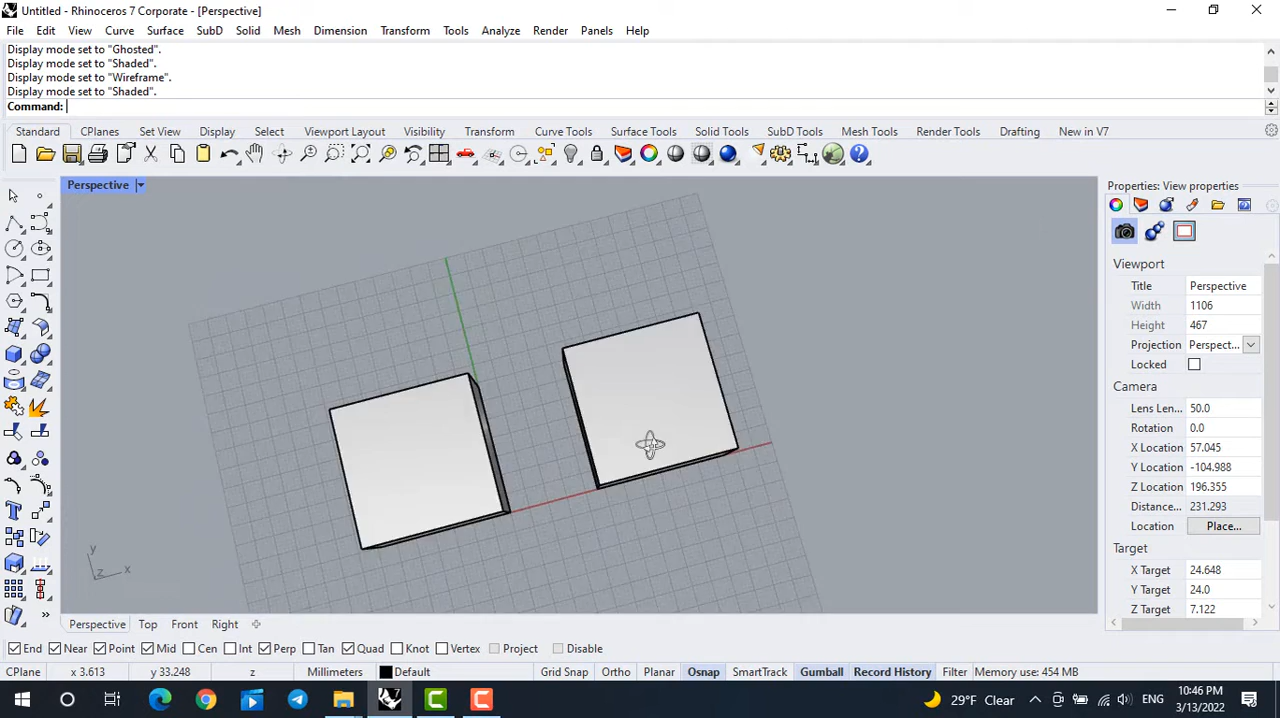 Untitled - Rhinoceros 7 Corporate - [Perspective]
File Edit View Curve Surface SubD Solid Mesh Dimension Transform Tools Analyze Render Panels Help
Display mode set to "Ghosted".
Display mode set to "Shaded".
Display mode set to "Wireframe".
Display mode set to "Shaded".
Command:
Standard CPlanes Set View Display Select Viewport Layout Visibility Transform Curve Tools Surface Tools Solid Tools SubD Tools Mesh Tools Render Tools Drafting New in V7
Perspective
Properties: View properties
Viewport
Title Perspective
Width 1106
Height 467
Projection Perspect...
Locked
Camera
Lens Len... 50.0
Rotation 0.0
X Location 57.045
Y Location -104.988
Z Location 196.355
Distance... 231.293
Location Place...
Target
X Target 24.648
Y Target 24.0
Z Target 7.122
y
z x
Perspective Top Front Right
End Near Point Mid Cen Int Perp Tan Quad Knot Vertex Project Disable
CPlane x 3.613 y 33.248 z Millimeters Default Grid Snap Ortho Planar Osnap SmartTrack Gumball Record History Filter Memory use: 454 MB
29°F Clear ENG 10:46 PM
3/13/2022